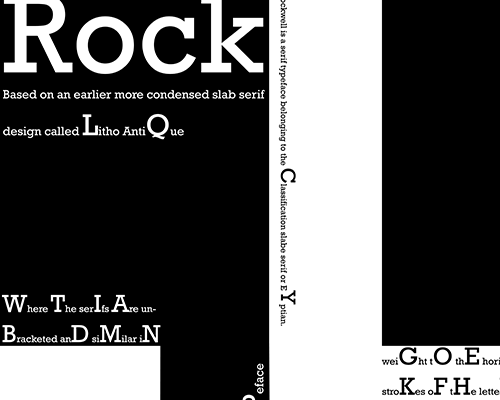 Rock
Based on an earlier more condensed slab serif
design called Litho AntiQue
ockwell is a serif typeface belonging to the Classification slabe serif or EYptian.
Where The serIfs Are un-
Bracketed anD siMilar iN
eface
weiGht tO thE hori
stroKes oF tHe lette